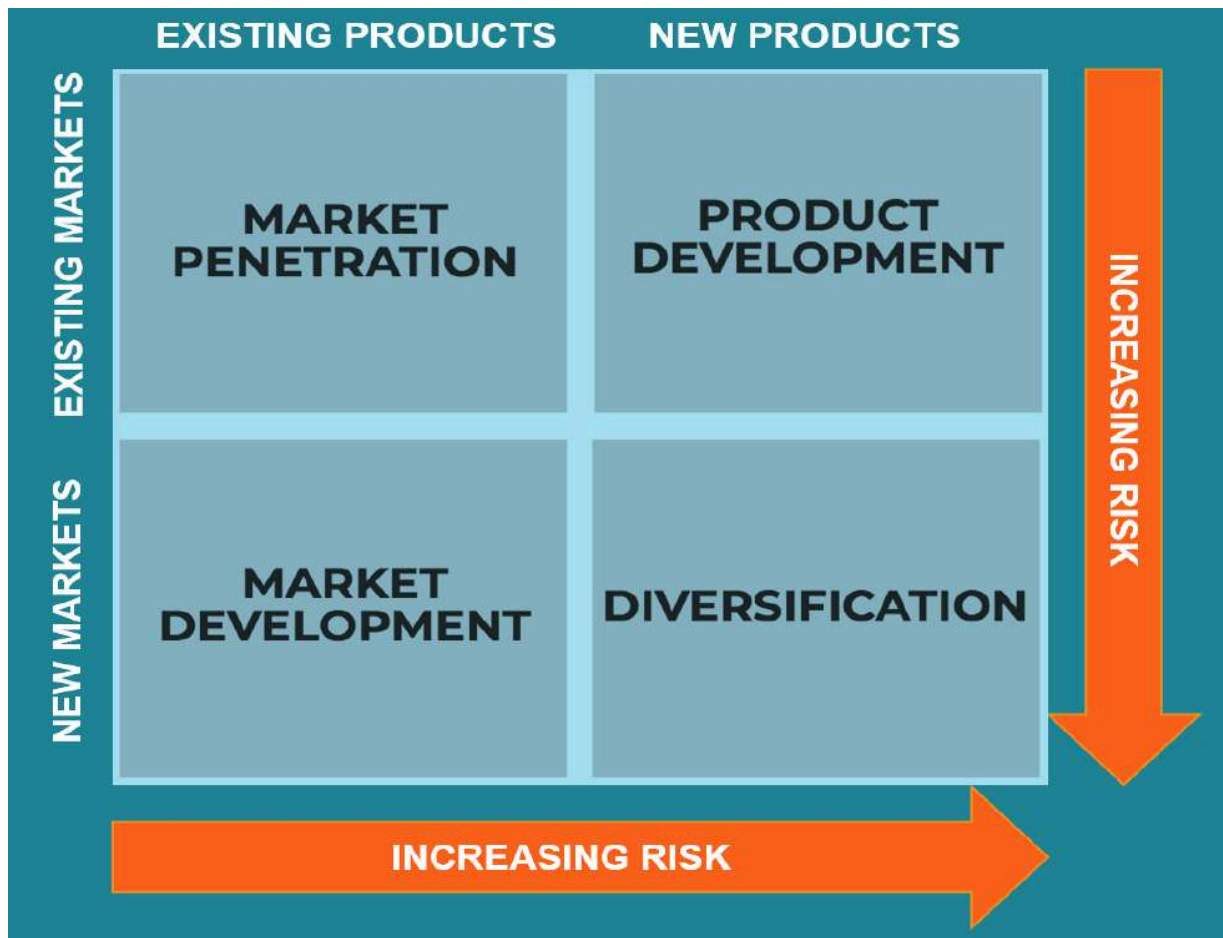 EXISTING PRODUCTS
NEW PRODUCTS
EXISTING MARKETS
MARKET
PENETRATION
PRODUCT
DEVELOPMENT
INCREASING RISK
NEW MARKETS
MARKET
DEVELOPMENT
DIVERSIFICATION
INCREASING RISK